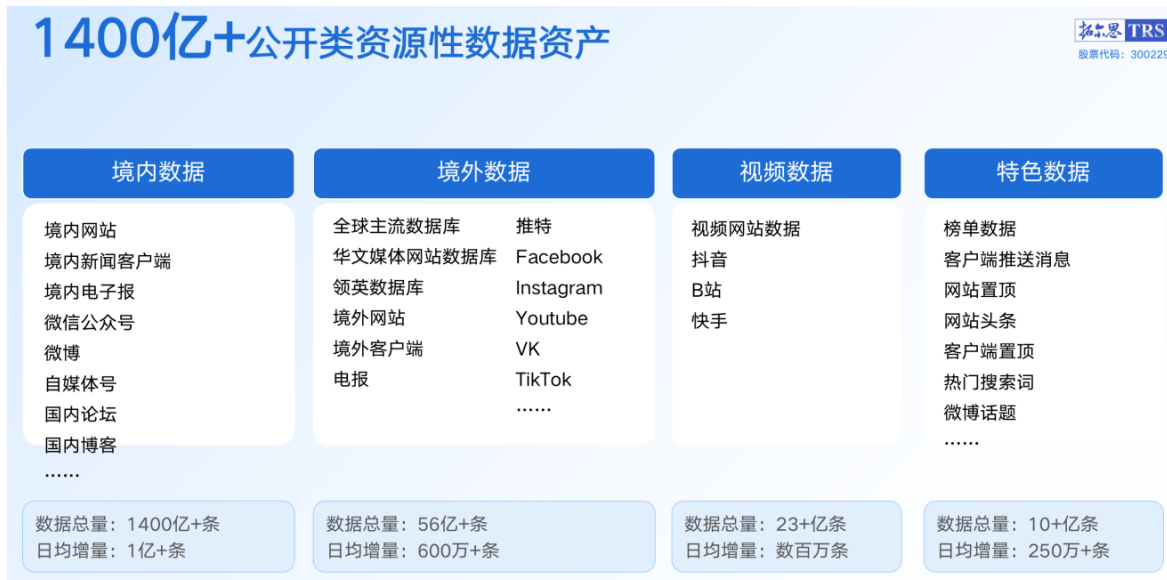 1400亿+公开类资源性数据资产
拓尔思 TRS
股票代码：300229
境内数据
境内网站
境内新闻客户端
境内电子报
微信公众号
微博
自媒体号
国内论坛
国内博客
……
数据总量：1400亿+条
日均增量：1亿+条
境外数据
全球主流数据库
华文媒体网站数据库
领英数据库
境外网站
境外客户端
电报
推特
Facebook
Instagram
Youtube
VK
TikTok
……
数据总量：56亿+条
日均增量：600万+条
视频数据
视频网站数据
抖音
B站
快手
数据总量：23+亿条
日均增量：数百万条
特色数据
榜单数据
客户端推送消息
网站置顶
网站头条
客户端置顶
热门搜索词
微博话题
……
数据总量：10+亿条
日均增量：250万+条